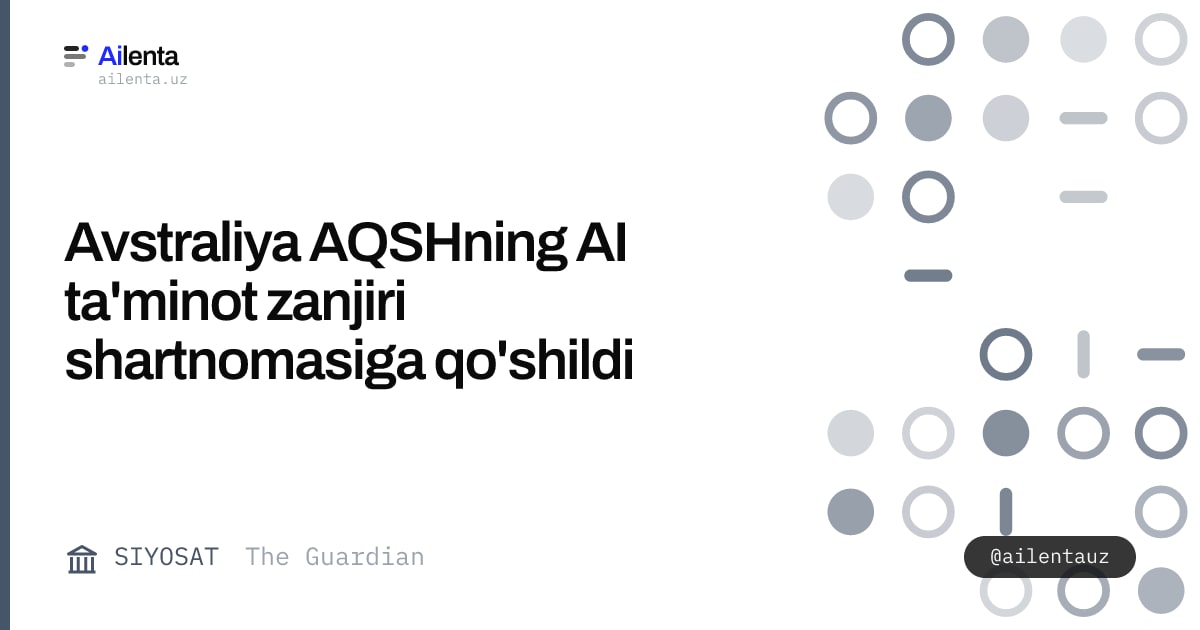 Ailenta
ailenta.uz
Avstraliya AQSHning AI
ta'minot zanjiri
shartnomasiga qo'shildi
SIYOSAT The Guardian
@ailentauz